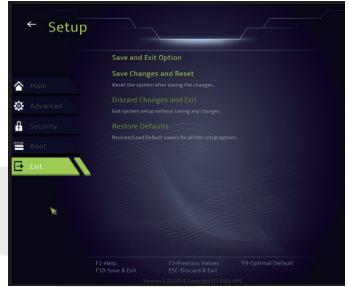 Setup
Save and Exit Option
Save Changes and Reset
Reset the system after saving the changes.
Main
Discard Changes and Exit
Advanced
Exit system setup without saving any changes.
Security
Restore Defaults
Restore/Load Default values for all the setup options.
Boot
Exit
F1-Help F3-Previous Values F9-Optimal Default
F10-Save & Exit ESC-Discard & Exit